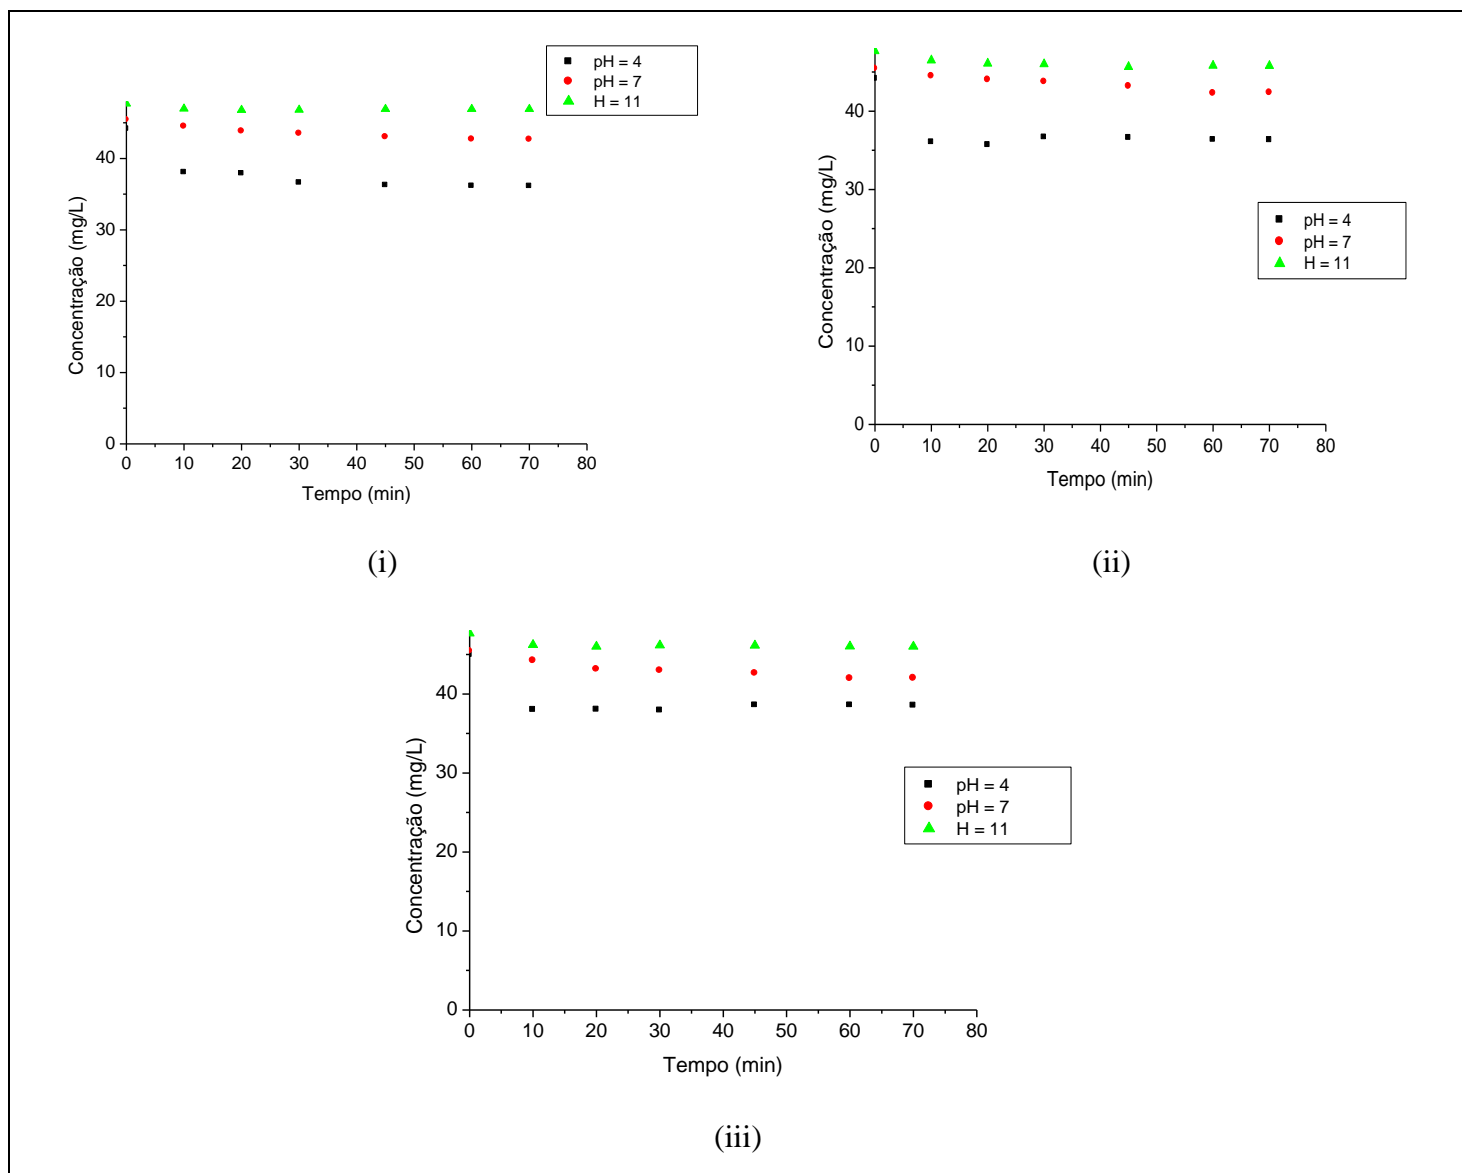 pH = 4
pH = 7
H = 11
Concentração (mg/L)
40
30
20
10
0
0 10 20 30 40 50 60 70 80
Tempo (min)
(i)
pH = 4
pH = 7
H = 11
Concentração (mg/L)
40
30
20
10
0
0 10 20 30 40 50 60 70 80
Tempo (min)
(ii)
pH = 4
pH = 7
H = 11
Concentração (mg/L)
40
30
20
10
0
0 10 20 30 40 50 60 70 80
Tempo (min)
(iii)